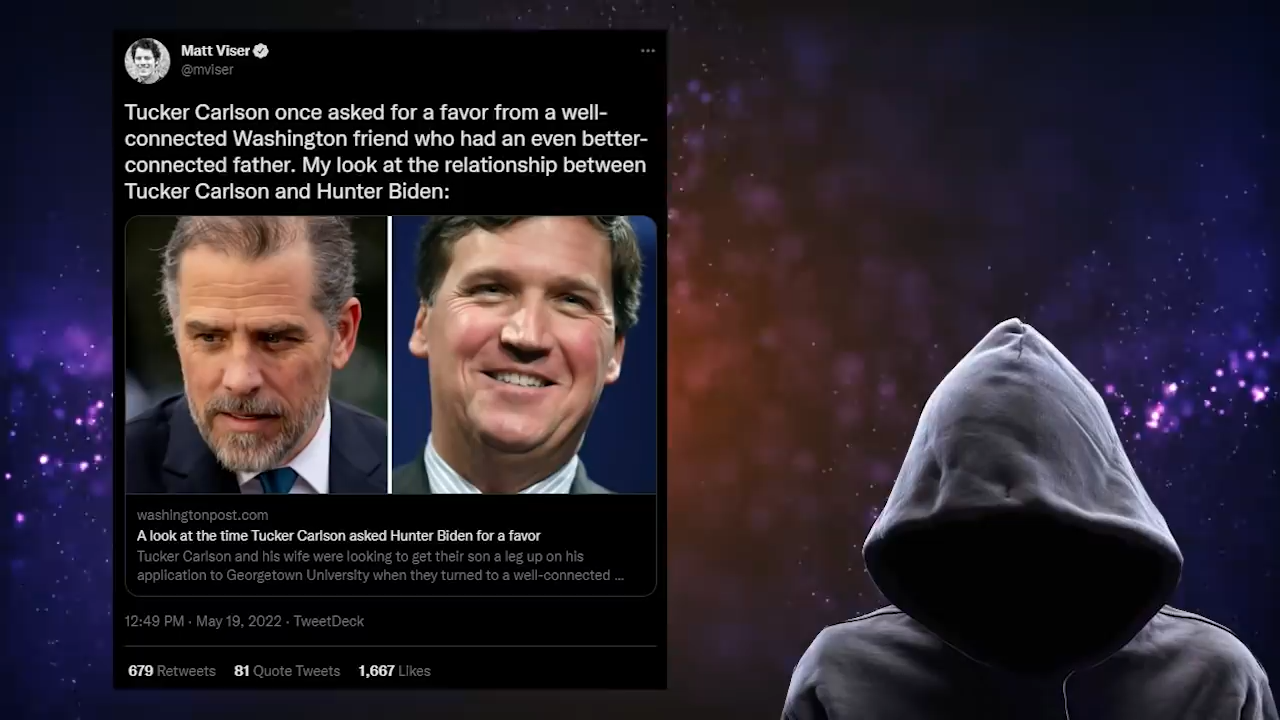 Matt Viser
@mviser
Tucker Carlson once asked for a favor from a well-
connected Washington friend who had an even better-
connected father. My look at the relationship between
Tucker Carlson and Hunter Biden:
washingtonpost.com
A look at the time Tucker Carlson asked Hunter Biden for a favor
Tucker Carlson and his wife were looking to get their son a leg up on his
application to Georgetown University when they turned to a well-connected ...
12:49 PM · May 19, 2022 · TweetDeck
679 Retweets 81 Quote Tweets 1,667 Likes